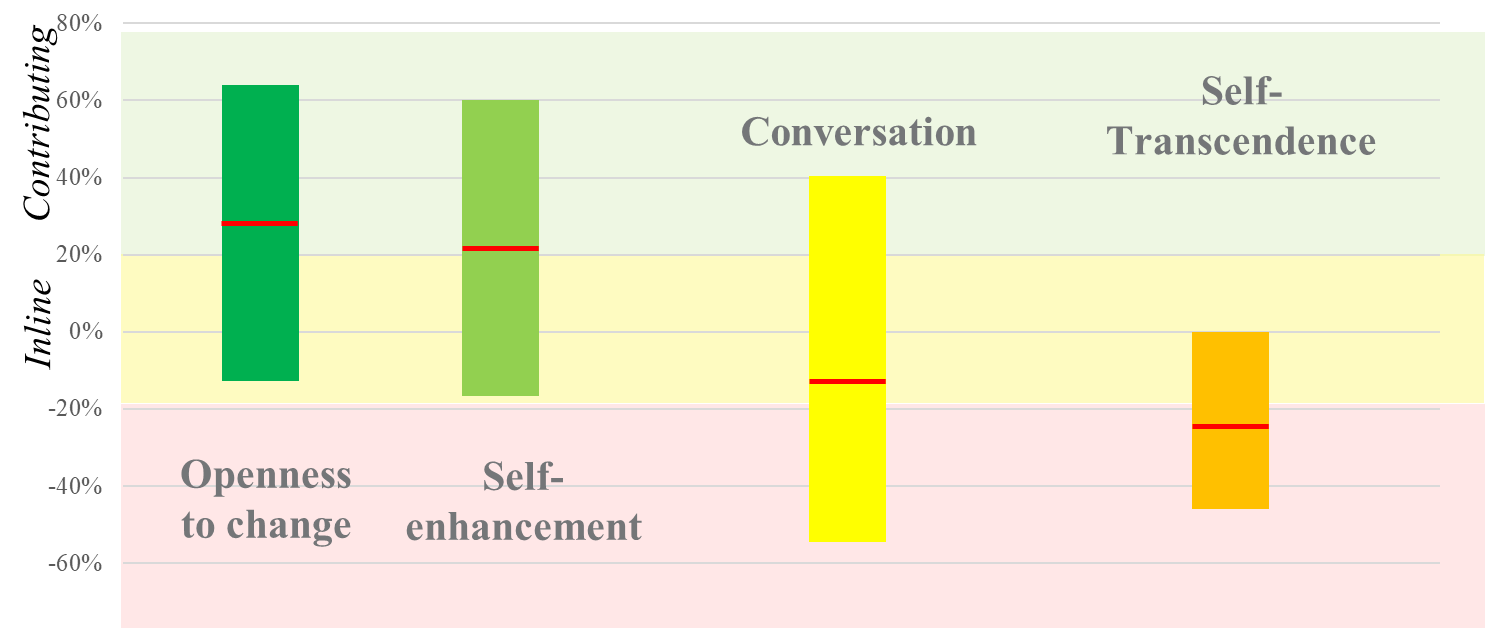 Contributing
Inline
80%
60%
40%
20%
0%
-20%
-40%
-60%
Openness
to change
Self-
enhancement
Conversation
Self-
Transcendence